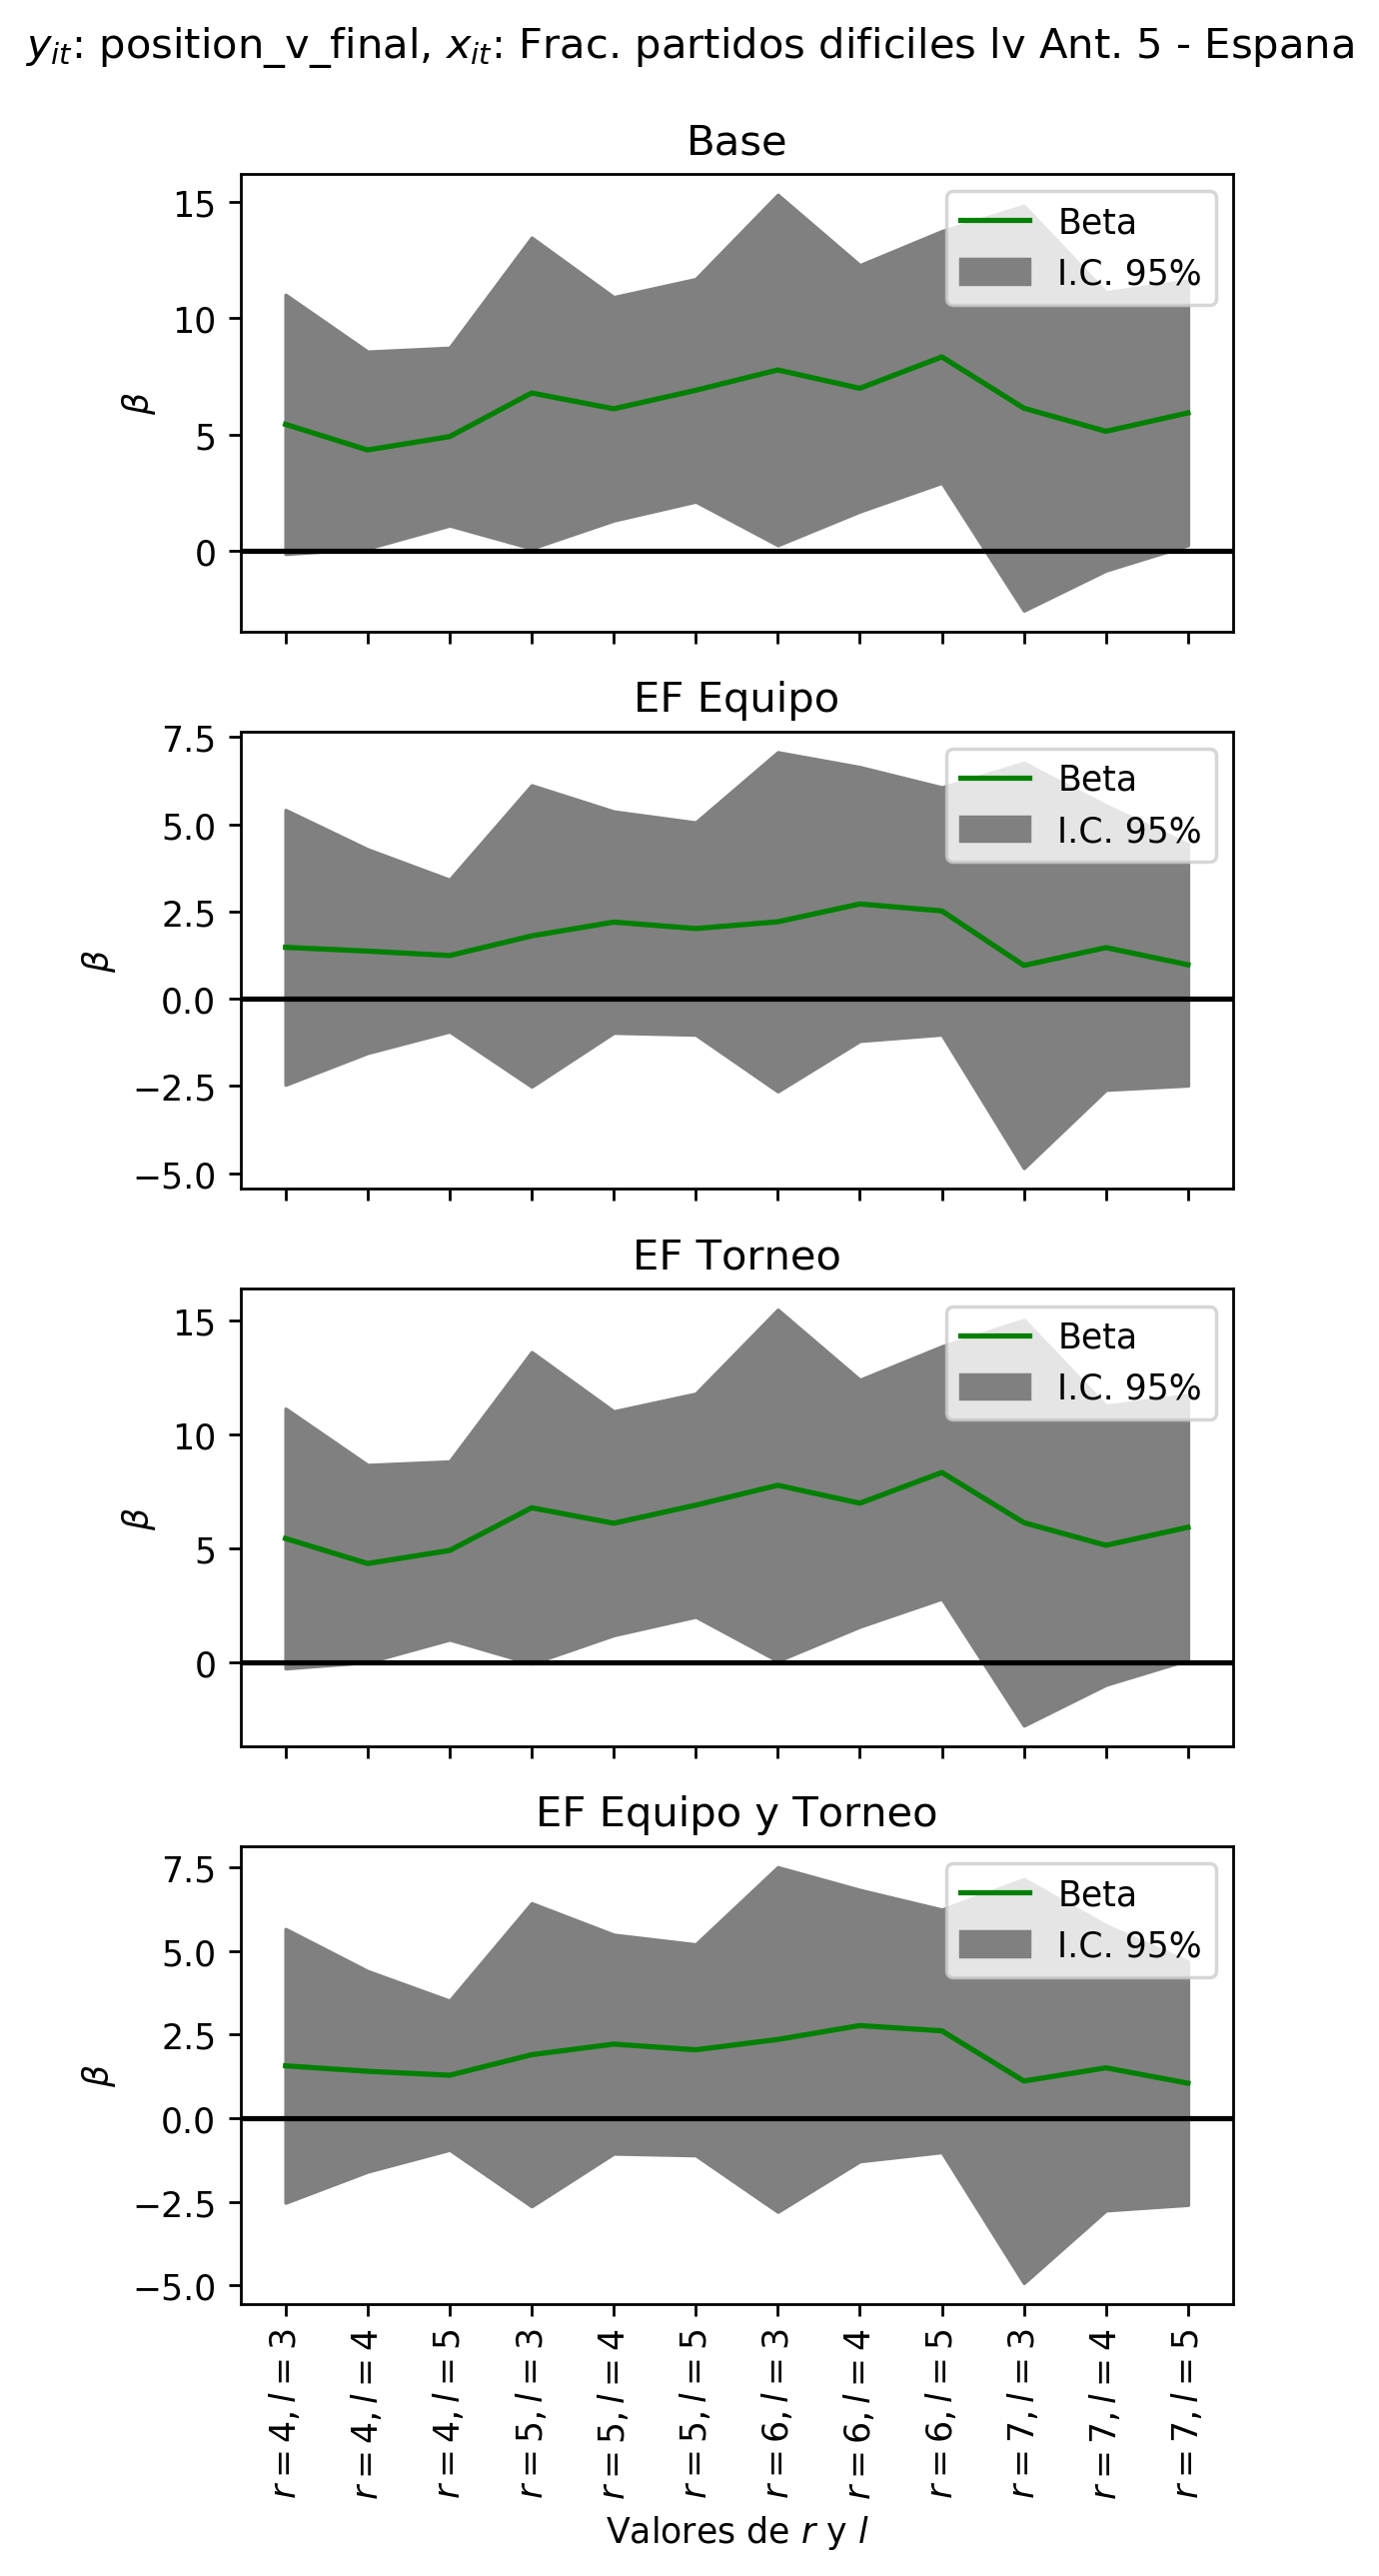 y_it: position_v_final, x_it: Frac. partidos dificiles lv Ant. 5 - Espana
Base
15
10
5
0
β
Beta
I.C. 95%
EF Equipo
7.5
5.0
2.5
0.0
−2.5
−5.0
β
Beta
I.C. 95%
EF Torneo
15
10
5
0
β
Beta
I.C. 95%
EF Equipo y Torneo
7.5
5.0
2.5
0.0
−2.5
−5.0
β
Beta
I.C. 95%
r = 4, l = 3
r = 4, l = 4
r = 4, l = 5
r = 5, l = 3
r = 5, l = 4
r = 5, l = 5
r = 6, l = 3
r = 6, l = 4
r = 6, l = 5
r = 7, l = 3
r = 7, l = 4
r = 7, l = 5
Valores de r y l